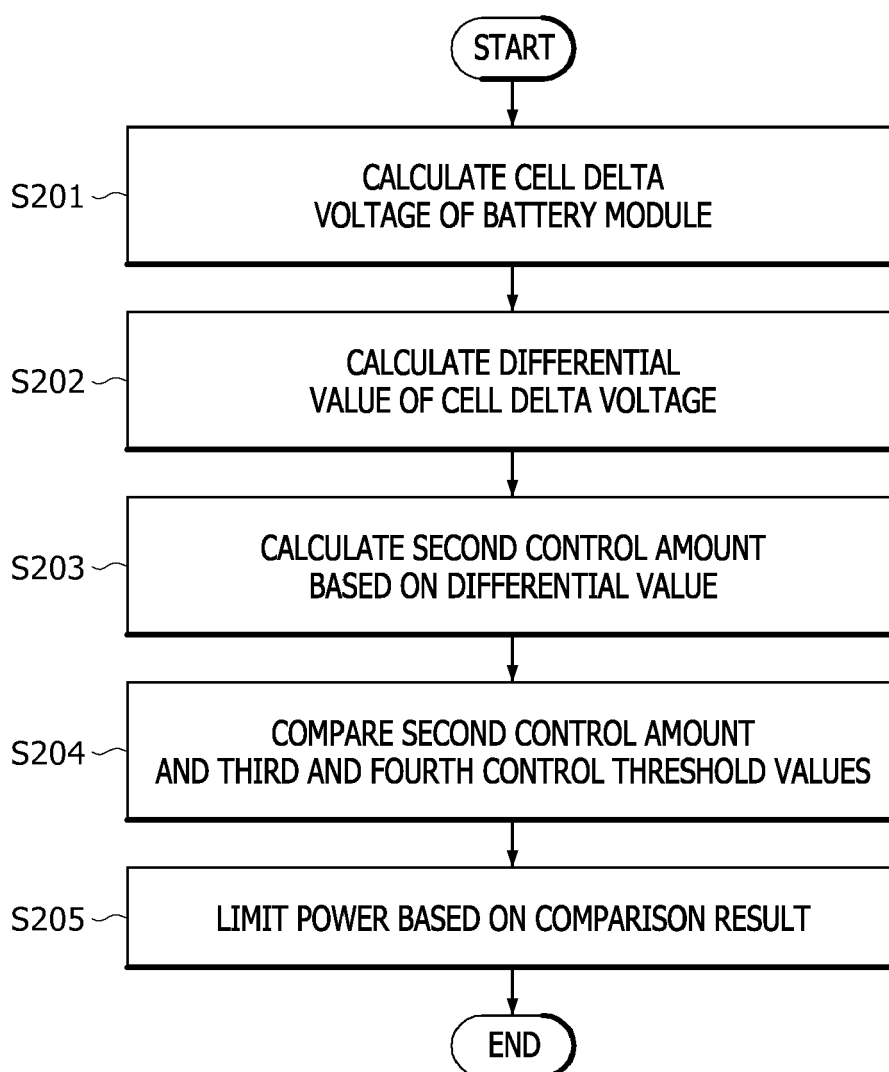 START
S201
CALCULATE CELL DELTA
VOLTAGE OF BATTERY MODULE
S202
CALCULATE DIFFERENTIAL
VALUE OF CELL DELTA VOLTAGE
S203
CALCULATE SECOND CONTROL AMOUNT
BASED ON DIFFERENTIAL VALUE
S204
COMPARE SECOND CONTROL AMOUNT
AND THIRD AND FOURTH CONTROL THRESHOLD VALUES
S205
LIMIT POWER BASED ON COMPARISON RESULT
END